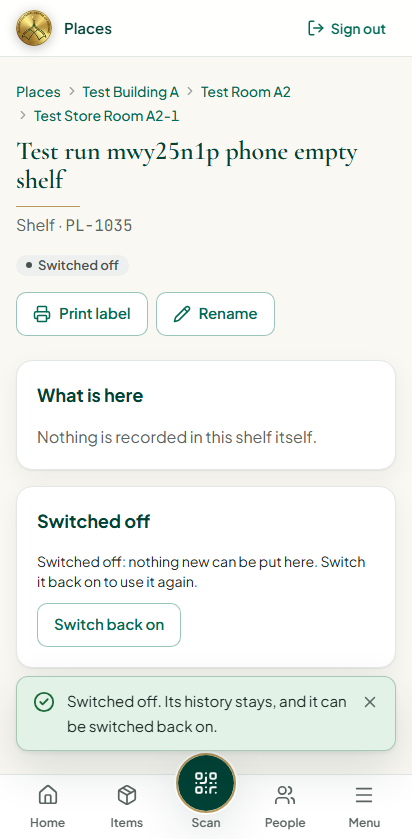 Places
Sign out
Places > Test Building A > Test Room A2
> Test Store Room A2-1
Test run mwy25n1p phone empty
shelf
Shelf · PL-1035
Switched off
Print label
Rename
What is here
Nothing is recorded in this shelf itself.
Switched off
Switched off: nothing new can be put here. Switch
it back on to use it again.
Switch back on
Switched off. Its history stays, and it can
be switched back on.
Home
Items
Scan
People
Menu